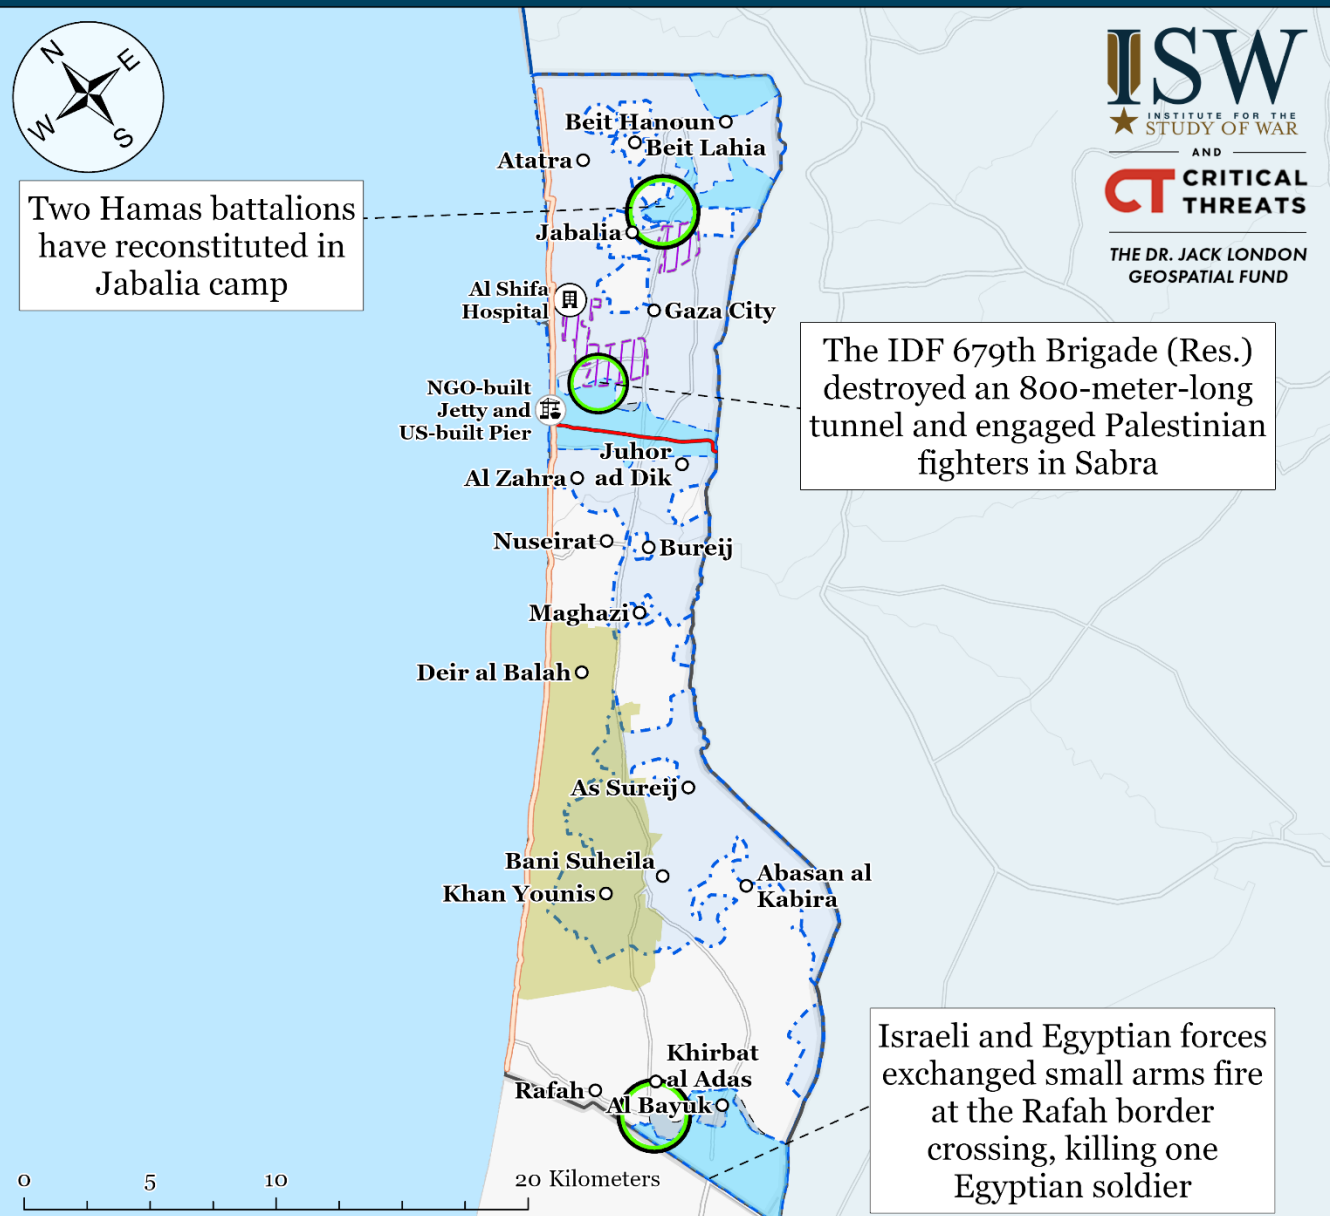 N
E
W
S
ISW
INSTITUTE FOR THE
STUDY OF WAR
AND
CT CRITICAL
THREATS
THE DR. JACK LONDON
GEOSPATIAL FUND
Two Hamas battalions
have reconstituted in
Jabalia camp
Beit Hanoun
Beit Lahia
Atatra
Jabalia
Al Shifa
Hospital
Gaza City
The IDF 679th Brigade (Res.)
destroyed an 800-meter-long
tunnel and engaged Palestinian
fighters in Sabra
NGO-built
Jetty and
US-built Pier
Juhor
ad Dik
Al Zahra
Nuseirat
Bureij
Maghazi
Deir al Balah
As Sureij
Bani Suheila
Khan Younis
Abasan al
Kabira
Khirbat
al Adas
Rafah
Al Bayuk
Israeli and Egyptian forces
exchanged small arms fire
at the Rafah border
crossing, killing one
Egyptian soldier
0 5 10 20 Kilometers